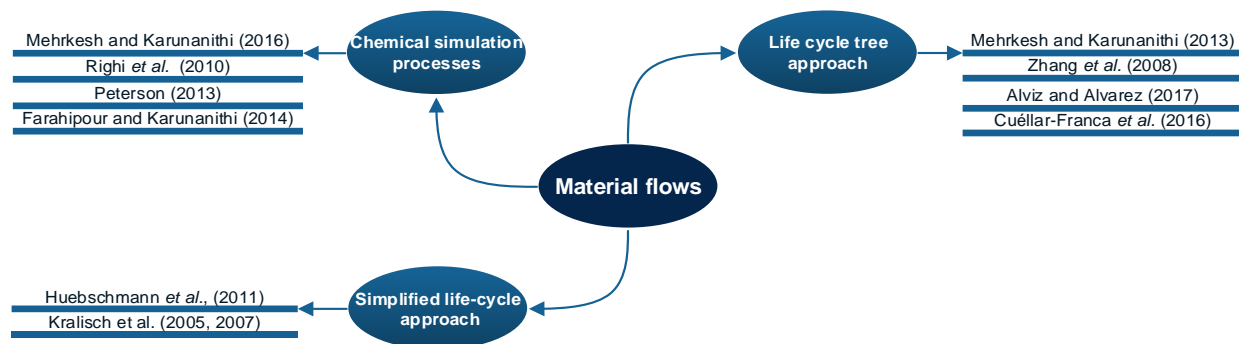 Chemical simulation
processes
Mehrkesh and Karunanithi (2016)
Righi et al. (2010)
Peterson (2013)
Farahipour and Karunanithi (2014)
Life cycle tree
approach
Mehrkesh and Karunanithi (2013)
Zhang et al. (2008)
Alviz and Alvarez (2017)
Cuéllar-Franca et al. (2016)
Material flows
Simplified life-cycle
approach
Huebschmann et al., (2011)
Kralisch et al. (2005, 2007)